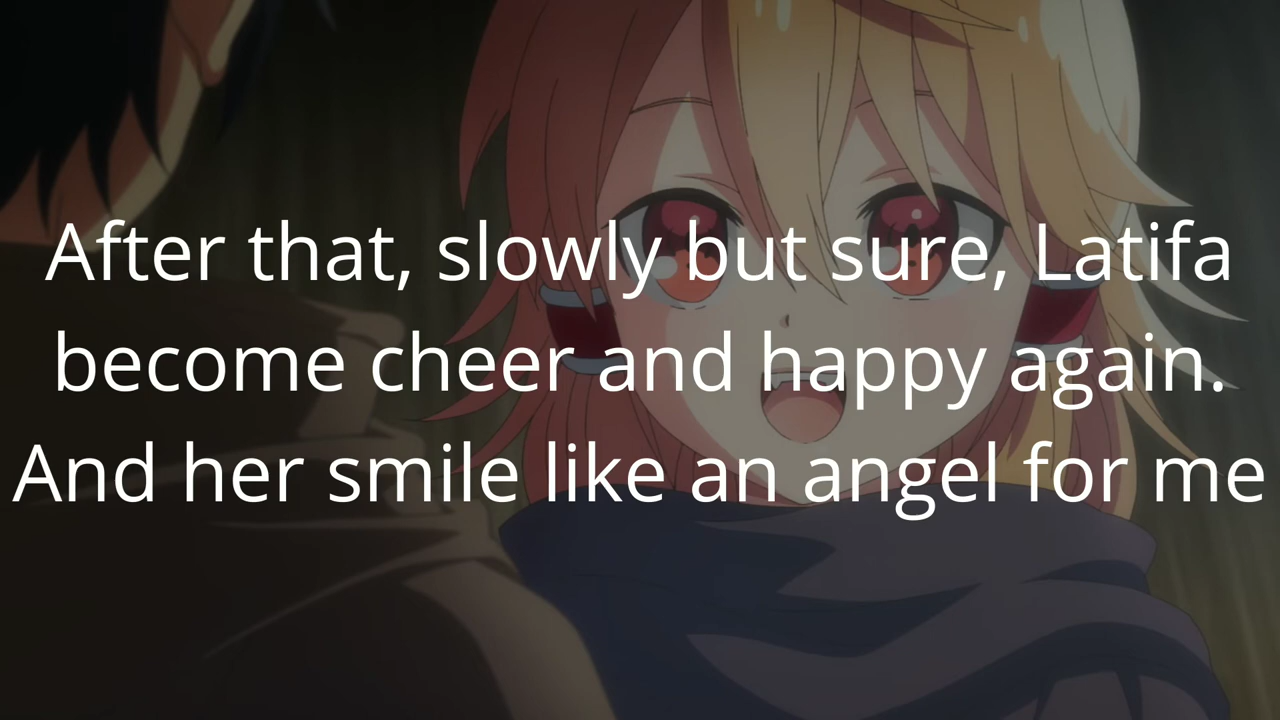 After that, slowly but sure, Latifa
become cheer and happy again.
And her smile like an angel for me